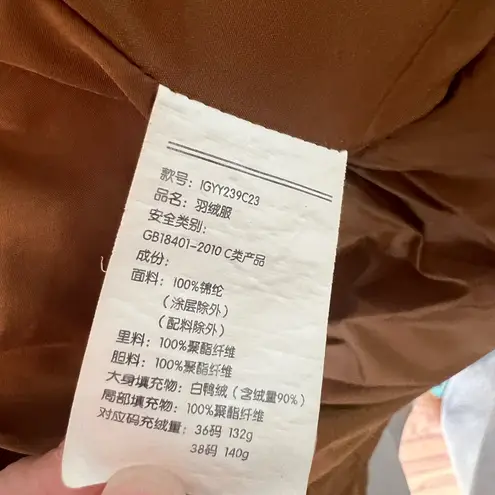 款号: IGYY239C23
品名: 羽绒服
安全类别:
GB18401-2010 C类产品
成份:
面料: 100%锦纶
（涂层除外）
（配料除外）
里料: 100%聚酯纤维
胆料: 100%聚酯纤维
大身填充物: 白鸭绒（含绒量90%）
局部填充物: 100%聚酯纤维
对应码充绒量: 36码 132g
38码 140g